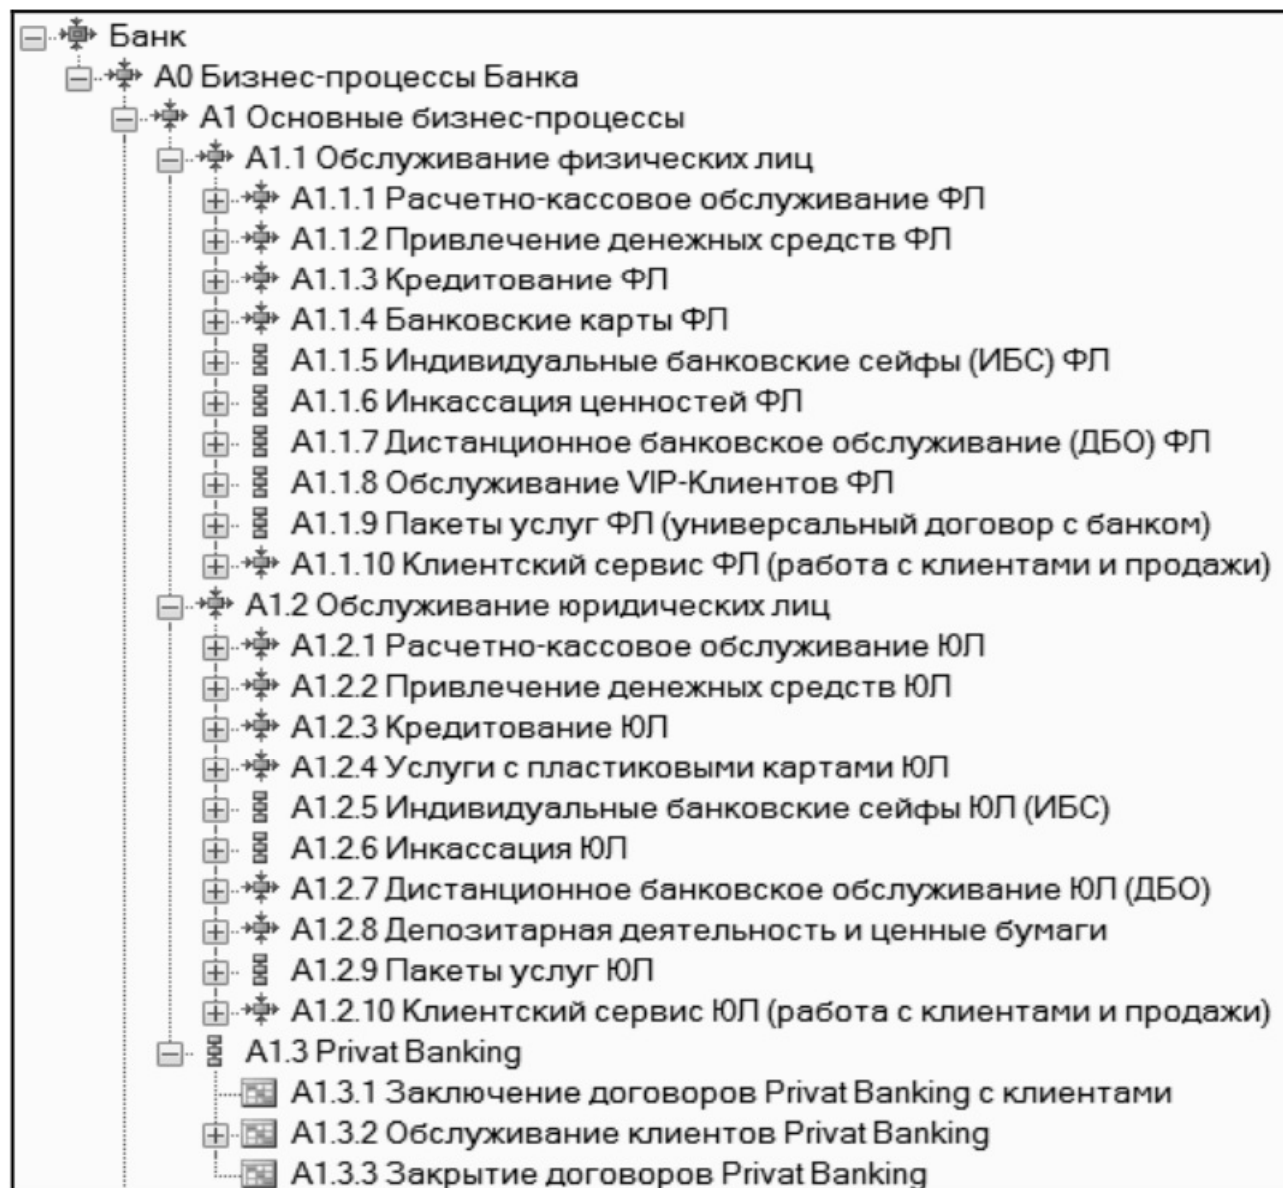 Банк
А0 Бизнес-процессы Банка
А1 Основные бизнес-процессы
А1.1 Обслуживание физических лиц
А1.1.1 Расчетно-кассовое обслуживание ФЛ
А1.1.2 Привлечение денежных средств ФЛ
А1.1.3 Кредитование ФЛ
А1.1.4 Банковские карты ФЛ
А1.1.5 Индивидуальные банковские сейфы (ИБС) ФЛ
А1.1.6 Инкассация ценностей ФЛ
А1.1.7 Дистанционное банковское обслуживание (ДБО) ФЛ
А1.1.8 Обслуживание VIP-Клиентов ФЛ
А1.1.9 Пакеты услуг ФЛ (универсальный договор с банком)
А1.1.10 Клиентский сервис ФЛ (работа с клиентами и продажи)
А1.2 Обслуживание юридических лиц
А1.2.1 Расчетно-кассовое обслуживание ЮЛ
А1.2.2 Привлечение денежных средств ЮЛ
А1.2.3 Кредитование ЮЛ
А1.2.4 Услуги с пластиковыми картами ЮЛ
А1.2.5 Индивидуальные банковские сейфы ЮЛ (ИБС)
А1.2.6 Инкассация ЮЛ
А1.2.7 Дистанционное банковское обслуживание ЮЛ (ДБО)
А1.2.8 Депозитарная деятельность и ценные бумаги
А1.2.9 Пакеты услуг ЮЛ
А1.2.10 Клиентский сервис ЮЛ (работа с клиентами и продажи)
А1.3 Privat Banking
А1.3.1 Заключение договоров Privat Banking с клиентами
А1.3.2 Обслуживание клиентов Privat Banking
А1.3.3 Закрытие договоров Privat Banking